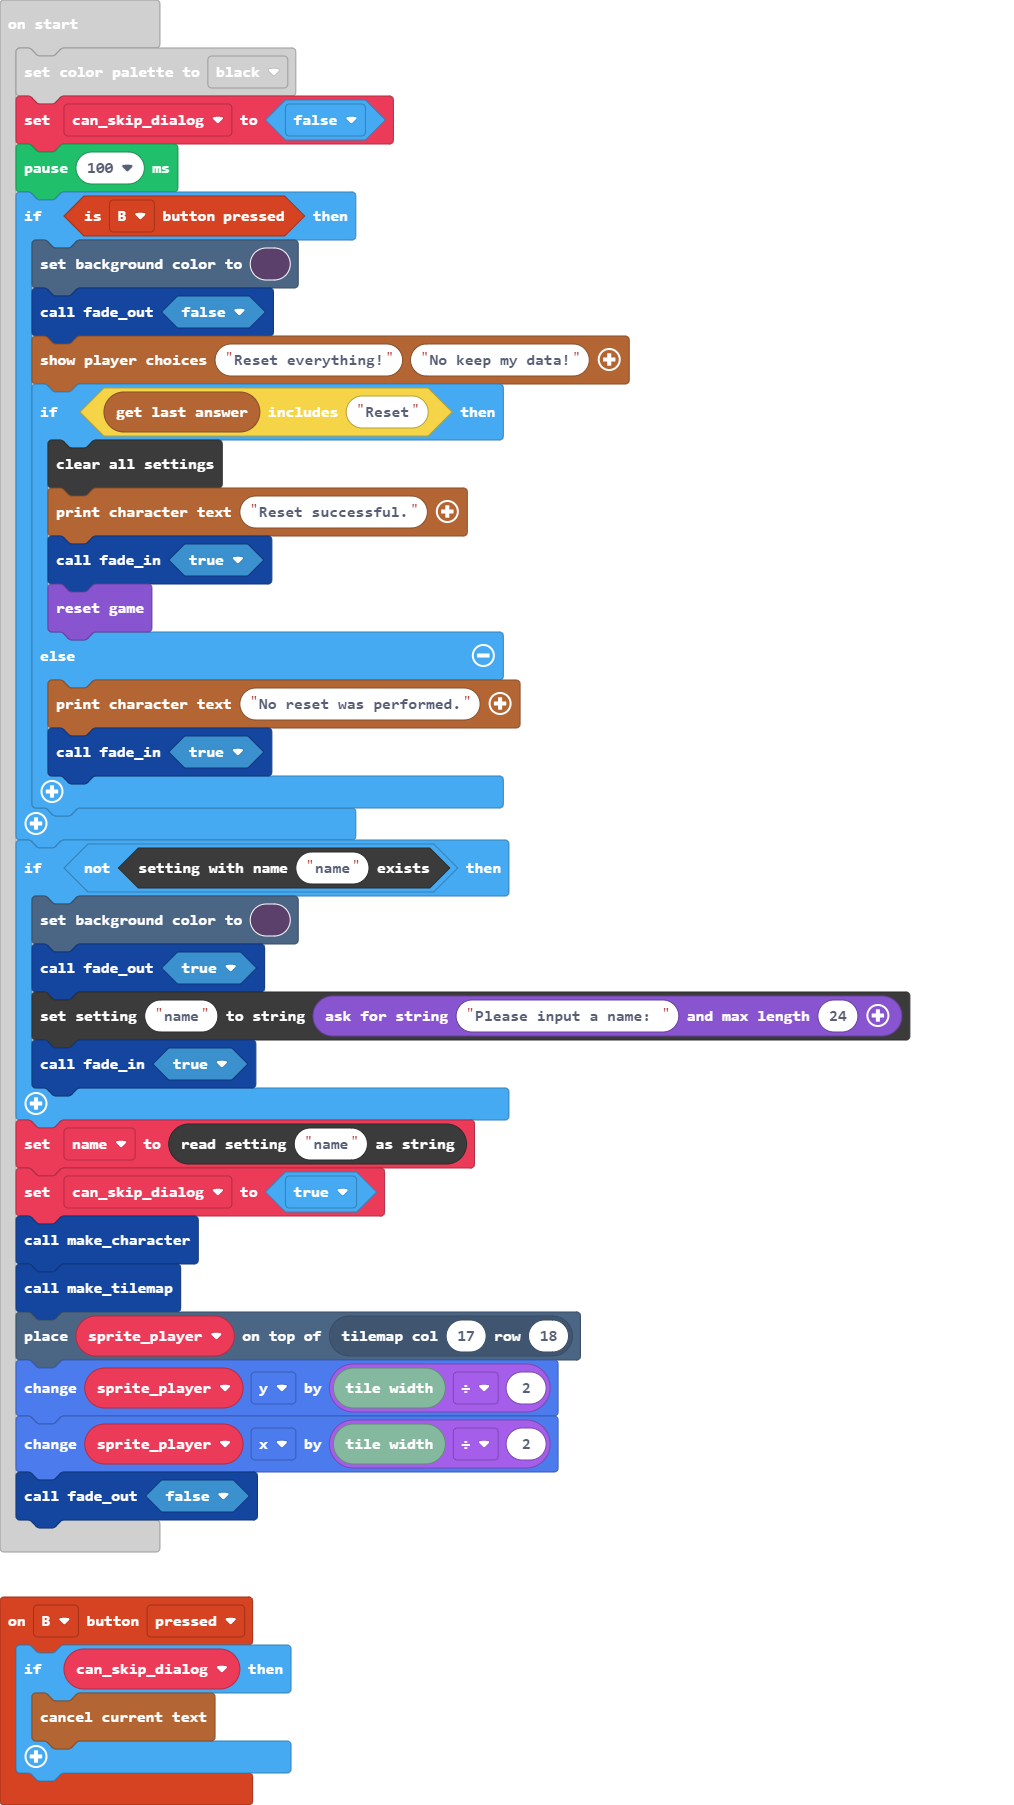 on start
set color palette to black
set can_skip_dialog to false
pause 100 ms
if is B button pressed then
set background color to
call fade_out false
show player choices "Reset everything!" "No keep my data!"
if get last answer includes "Reset" then
clear all settings
print character text "Reset successful."
call fade_in true
reset game
else
print character text "No reset was performed."
call fade_in true
if not setting with name "name" exists then
set background color to
call fade_out true
set setting "name" to string ask for string "Please input a name: " and max length 24
call fade_in true
set name to read setting "name" as string
set can_skip_dialog to true
call make_character
call make_tilemap
place sprite_player on top of tilemap col 17 row 18
change sprite_player y by tile width ÷ 2
change sprite_player x by tile width ÷ 2
call fade_out false
on B button pressed
if can_skip_dialog then
cancel current text